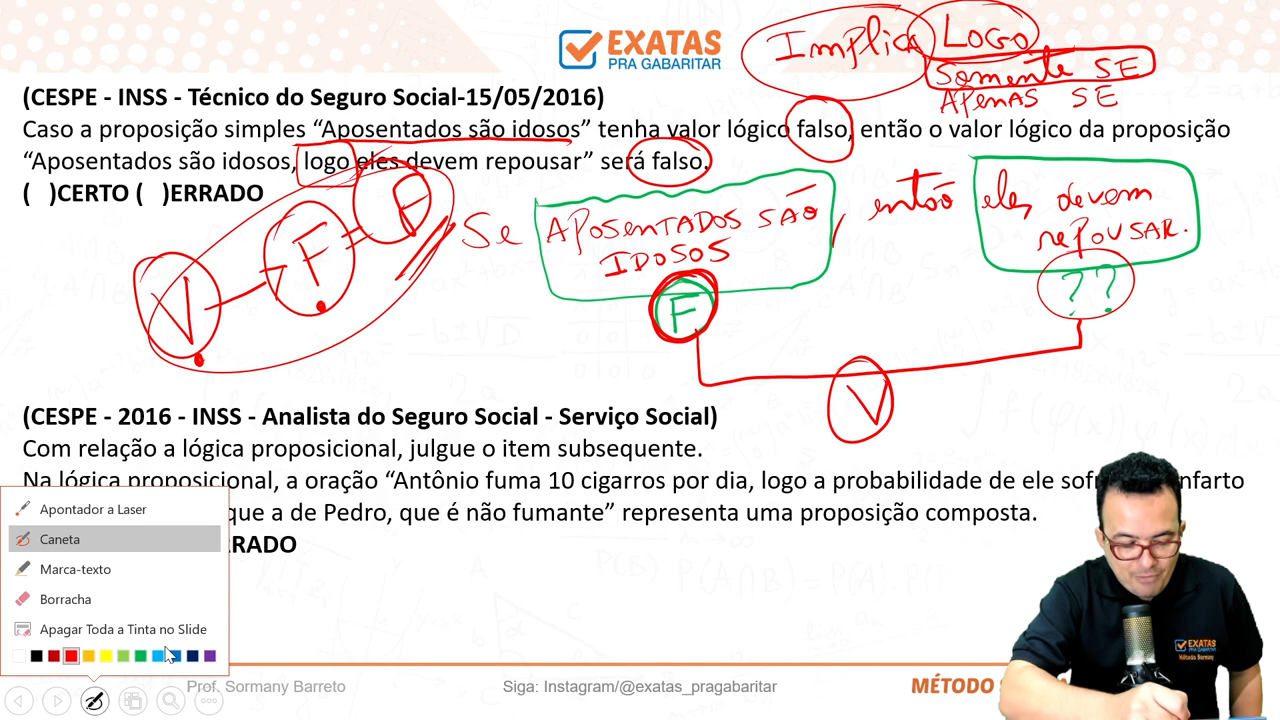 EXATAS
PRA GABARITAR
Implica LOGO
Somente SE
APENAS SE
(CESPE - INSS - Técnico do Seguro Social-15/05/2016)
Caso a proposição simples “Aposentados são idosos” tenha valor lógico falso, então o valor lógico da proposição
“Aposentados são idosos, logo eles devem repousar” será falso.
( )CERTO ( )ERRADO
V → F = F
Se APOSENTADOS SÃO IDOSOS, então eles devem repousar.
F
??
V
(CESPE - 2016 - INSS - Analista do Seguro Social - Serviço Social)
Com relação a lógica proposicional, julgue o item subsequente.
Na lógica proposicional, a oração “Antônio fuma 10 cigarros por dia, logo a probabilidade de ele
que a de Pedro, que é não fumante” representa uma proposição composta.
Apontador a Laser
Caneta
Marca-texto
Borracha
Apagar Toda a Tinta no Slide
Prof. Sormany Barreto
Siga: Instagram/@exatas_pragabaritar
MÉTODO
EXATAS
PRA GABARITAR
Método Sormany